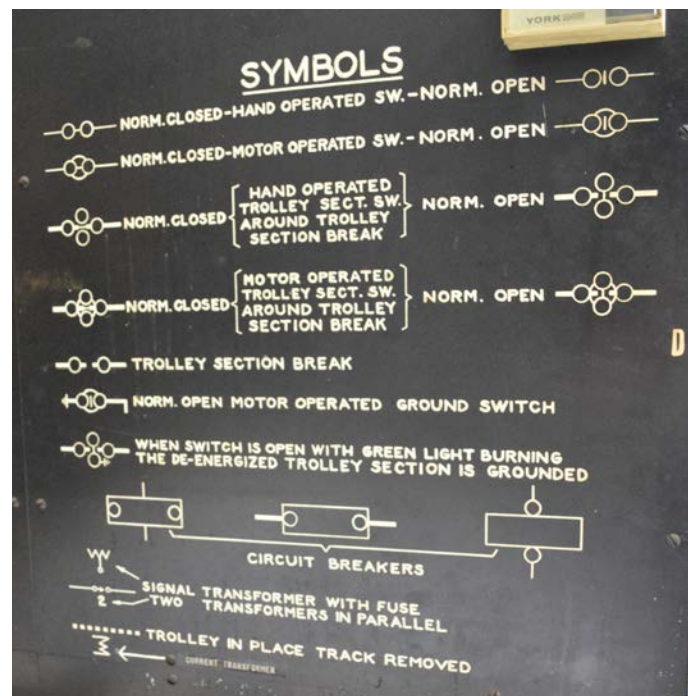 YORK
SYMBOLS
NORM.CLOSED-HAND OPERATED SW.-NORM. OPEN
NORM.CLOSED-MOTOR OPERATED SW.-NORM. OPEN
NORM.CLOSED
HAND OPERATED
TROLLEY SECT. SW.
AROUND TROLLEY
SECTION BREAK
NORM. OPEN
NORM.CLOSED
MOTOR OPERATED
TROLLEY SECT. SW.
AROUND TROLLEY
SECTION BREAK
NORM. OPEN
D
TROLLEY SECTION BREAK
NORM. OPEN MOTOR OPERATED GROUND SWITCH
WHEN SWITCH IS OPEN WITH GREEN LIGHT BURNING
THE DE-ENERGIZED TROLLEY SECTION IS GROUNDED
CIRCUIT BREAKERS
SIGNAL TRANSFORMER WITH FUSE
2 TWO TRANSFORMERS IN PARALLEL
TROLLEY IN PLACE TRACK REMOVED
CURRENT TRANSFORMER